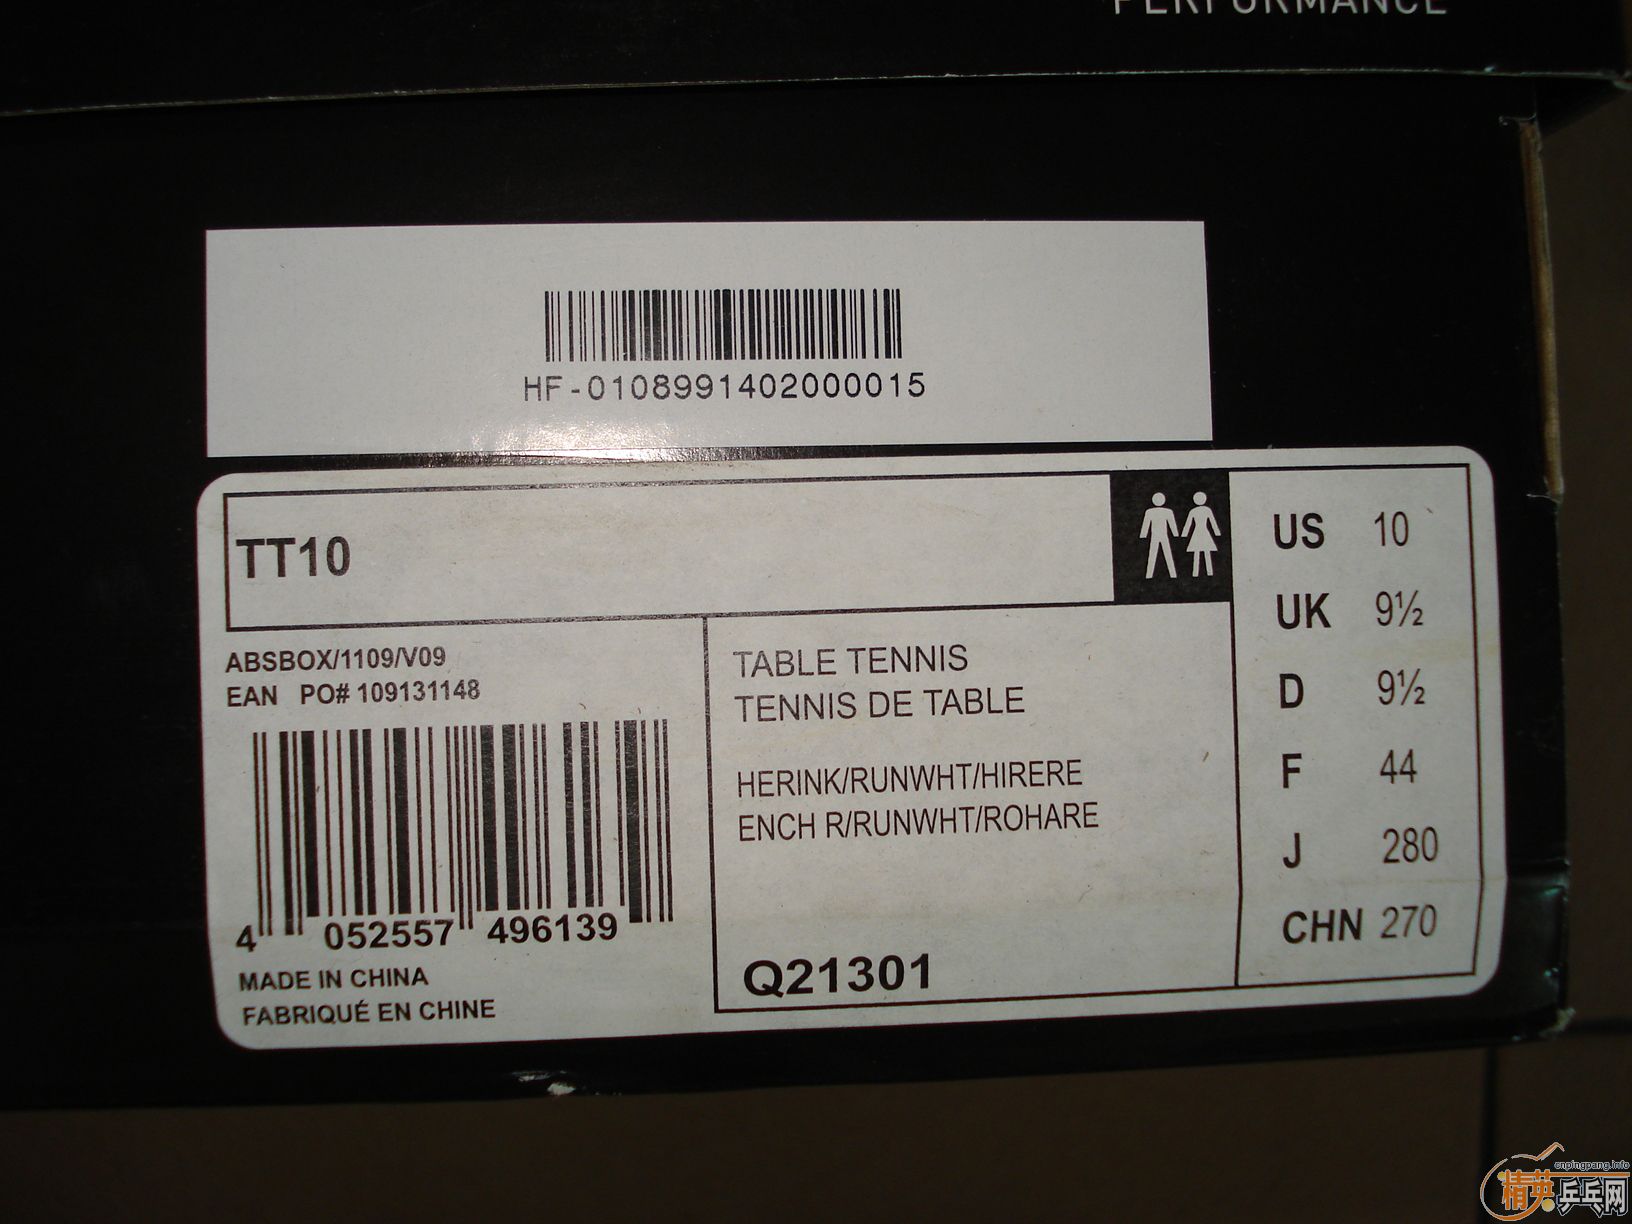 PERFORMANCE
HF-0108991402000015
TT10
ABSBOX/1109/V09
EAN PO# 109131148
4 052557 496139
MADE IN CHINA
FABRIQUÉ EN CHINE
TABLE TENNIS
TENNIS DE TABLE
HERINK/RUNWHT/HIRERE
ENCH R/RUNWHT/ROHARE
Q21301
US 10
UK 9½
D 9½
F 44
J 280
CHN 270
cnpingpang.info
精英乒乓网